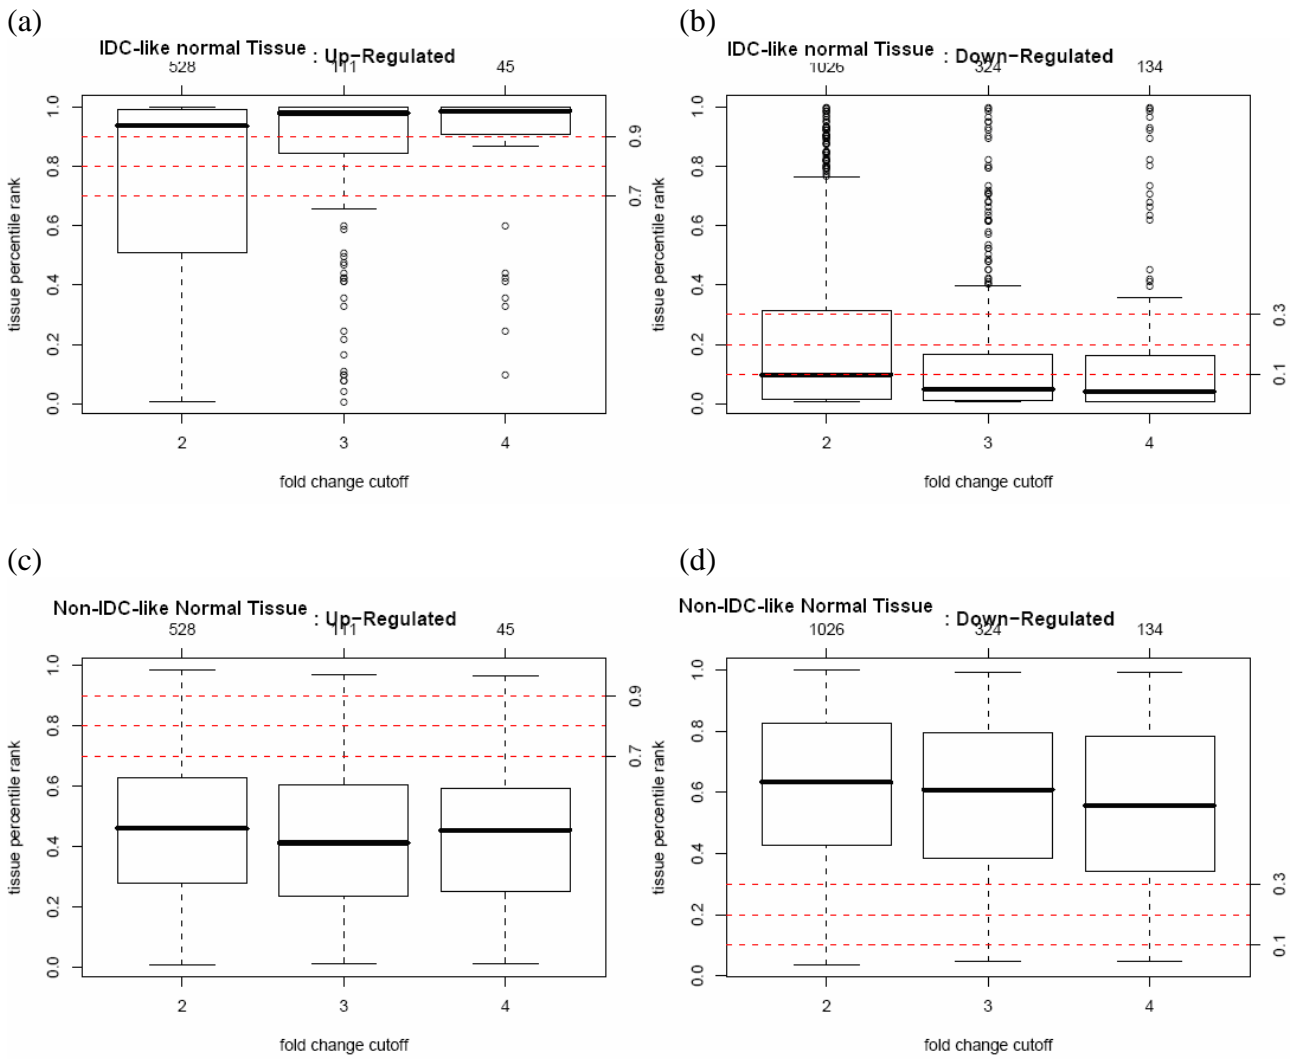 (a)
IDC-like normal Tissue : Up-Regulated
528 111 45
1.0
0.8
0.6
0.4
0.2
0.0
0.9
0.7
tissue percentile rank
2 3 4
fold change cutoff
(b)
IDC-like normal Tissue : Down-Regulated
1026 324 134
1.0
0.8
0.6
0.4
0.2
0.0
0.3
0.1
tissue percentile rank
2 3 4
fold change cutoff
(c)
Non-IDC-like Normal Tissue : Up-Regulated
528 111 45
1.0
0.8
0.6
0.4
0.2
0.0
0.9
0.7
tissue percentile rank
2 3 4
fold change cutoff
(d)
Non-IDC-like Normal Tissue : Down-Regulated
1026 324 134
1.0
0.8
0.6
0.4
0.2
0.0
0.3
0.1
tissue percentile rank
2 3 4
fold change cutoff